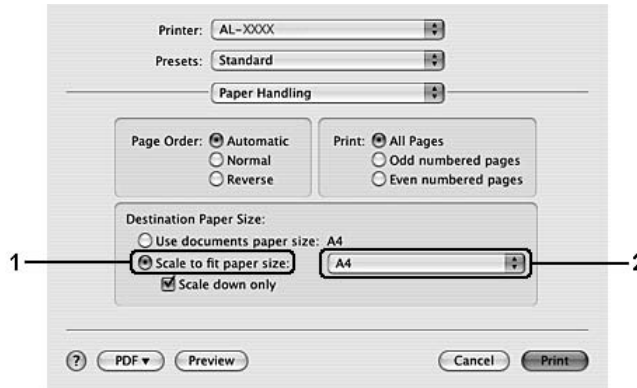 Printer: AL-XXXX
Presets: Standard
Paper Handling
Page Order: Automatic Print: All Pages
Normal Odd numbered pages
Reverse Even numbered pages
Destination Paper Size:
Use documents paper size: A4
1 Scale to fit paper size: A4 2
Scale down only
? PDF Preview Cancel Print